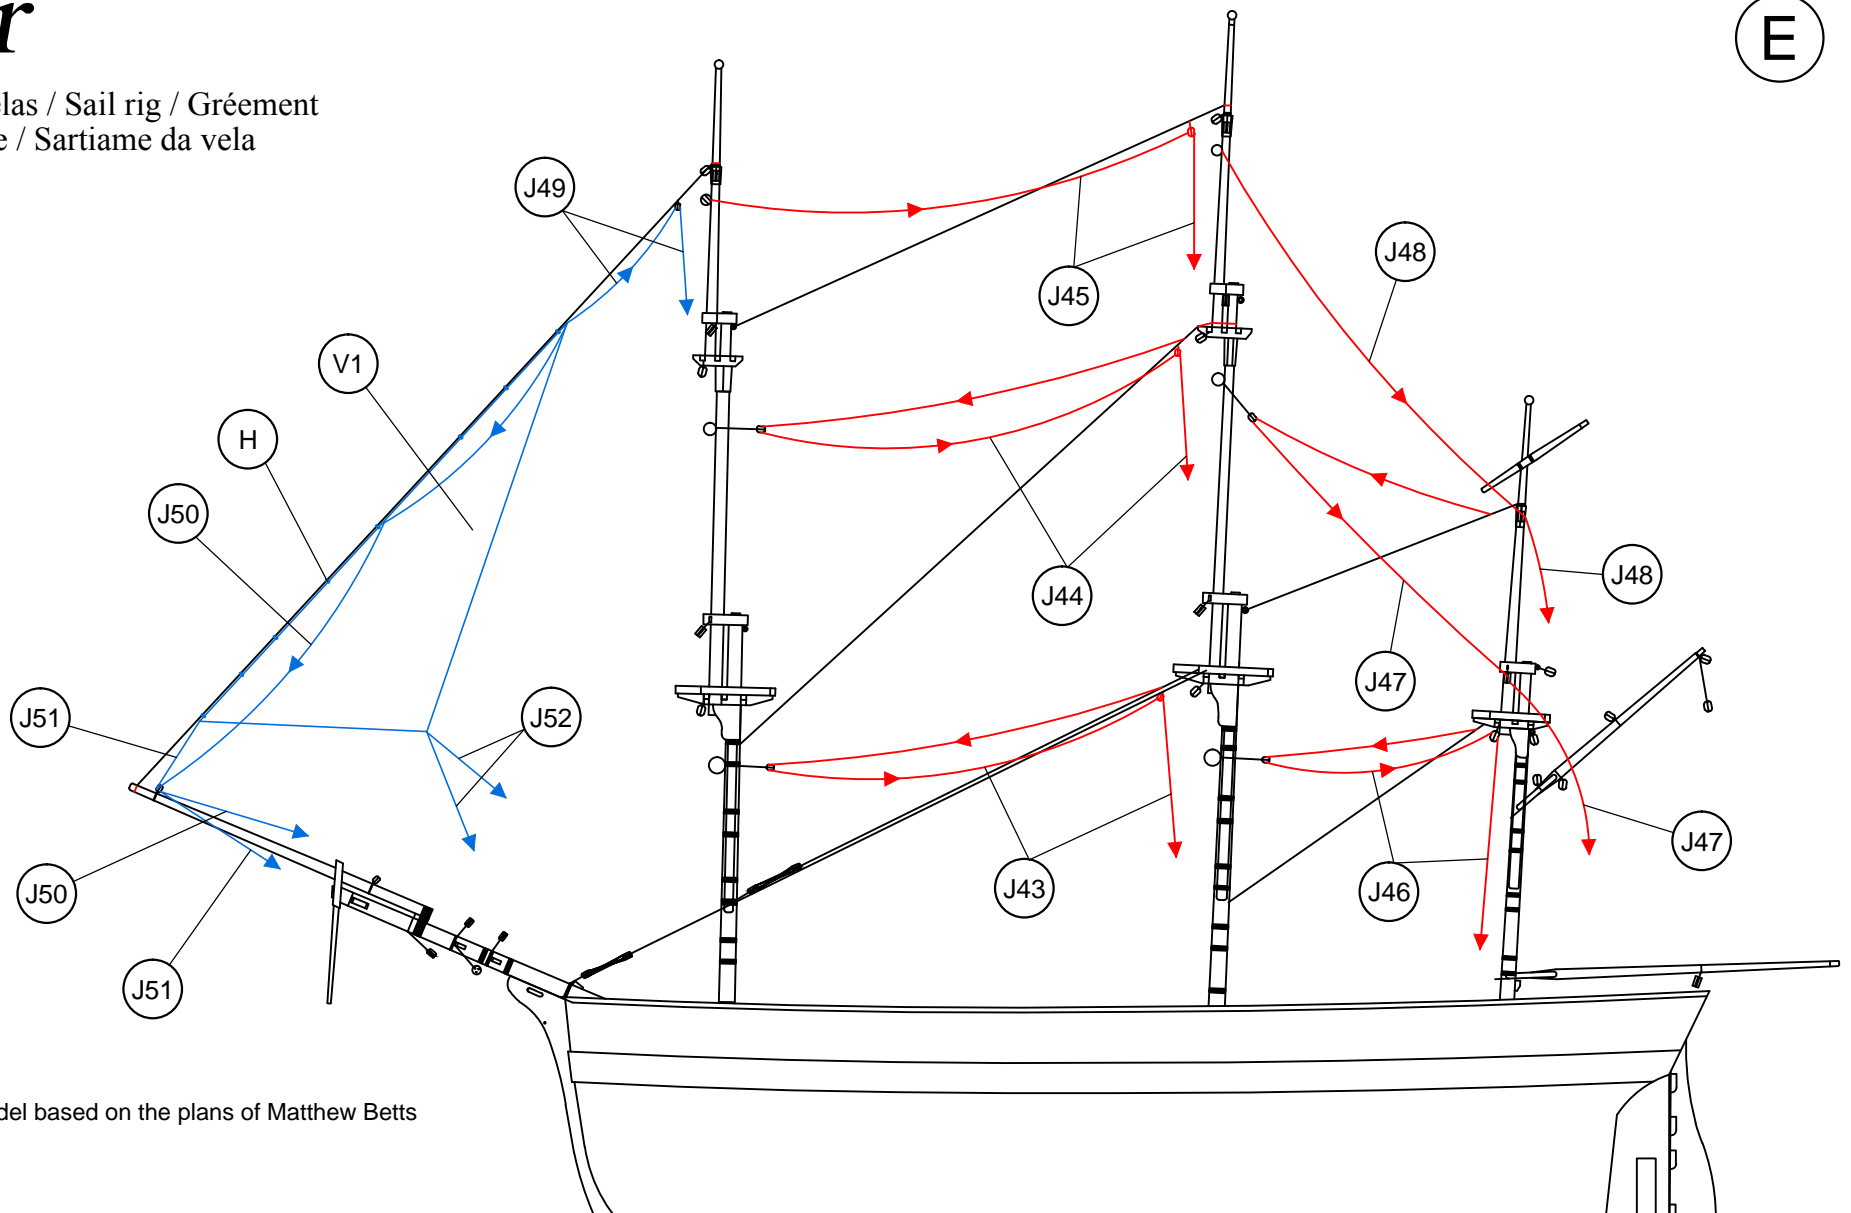 r
E
elas / Sail rig / Gréement
e / Sartiame da vela
J49
J48
J45
V1
H
J50
J44
J48
J47
J51
J52
J47
J50
J43
J46
J51
del based on the plans of Matthew Betts